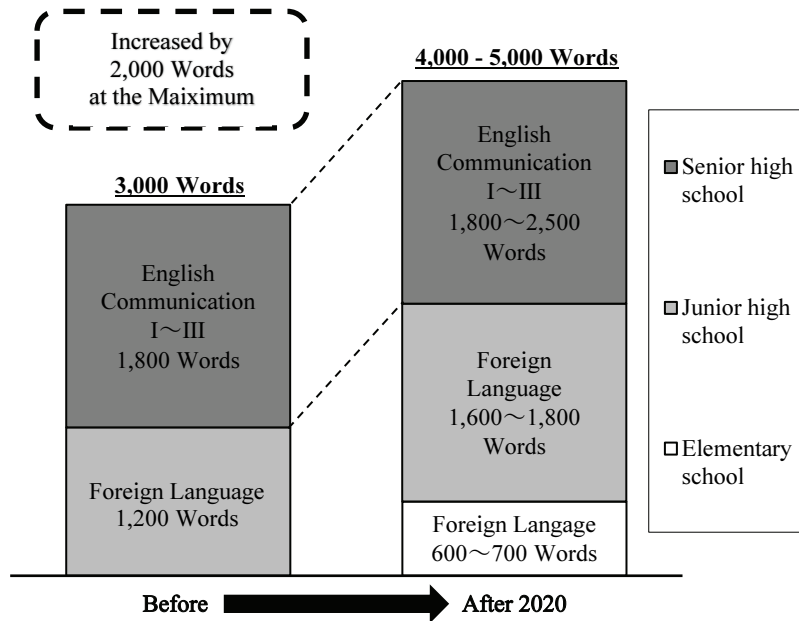 Increased by
2,000 Words
at the Maiximum
4,000 - 5,000 Words
3,000 Words
English
Communication
I～III
1,800 Words
Foreign Language
1,200 Words
English
Communication
I～III
1,800～2,500
Words
Foreign
Language
1,600～1,800
Words
Foreign Langage
600～700 Words
Senior high
school
Junior high
school
Elementary
school
Before
After 2020